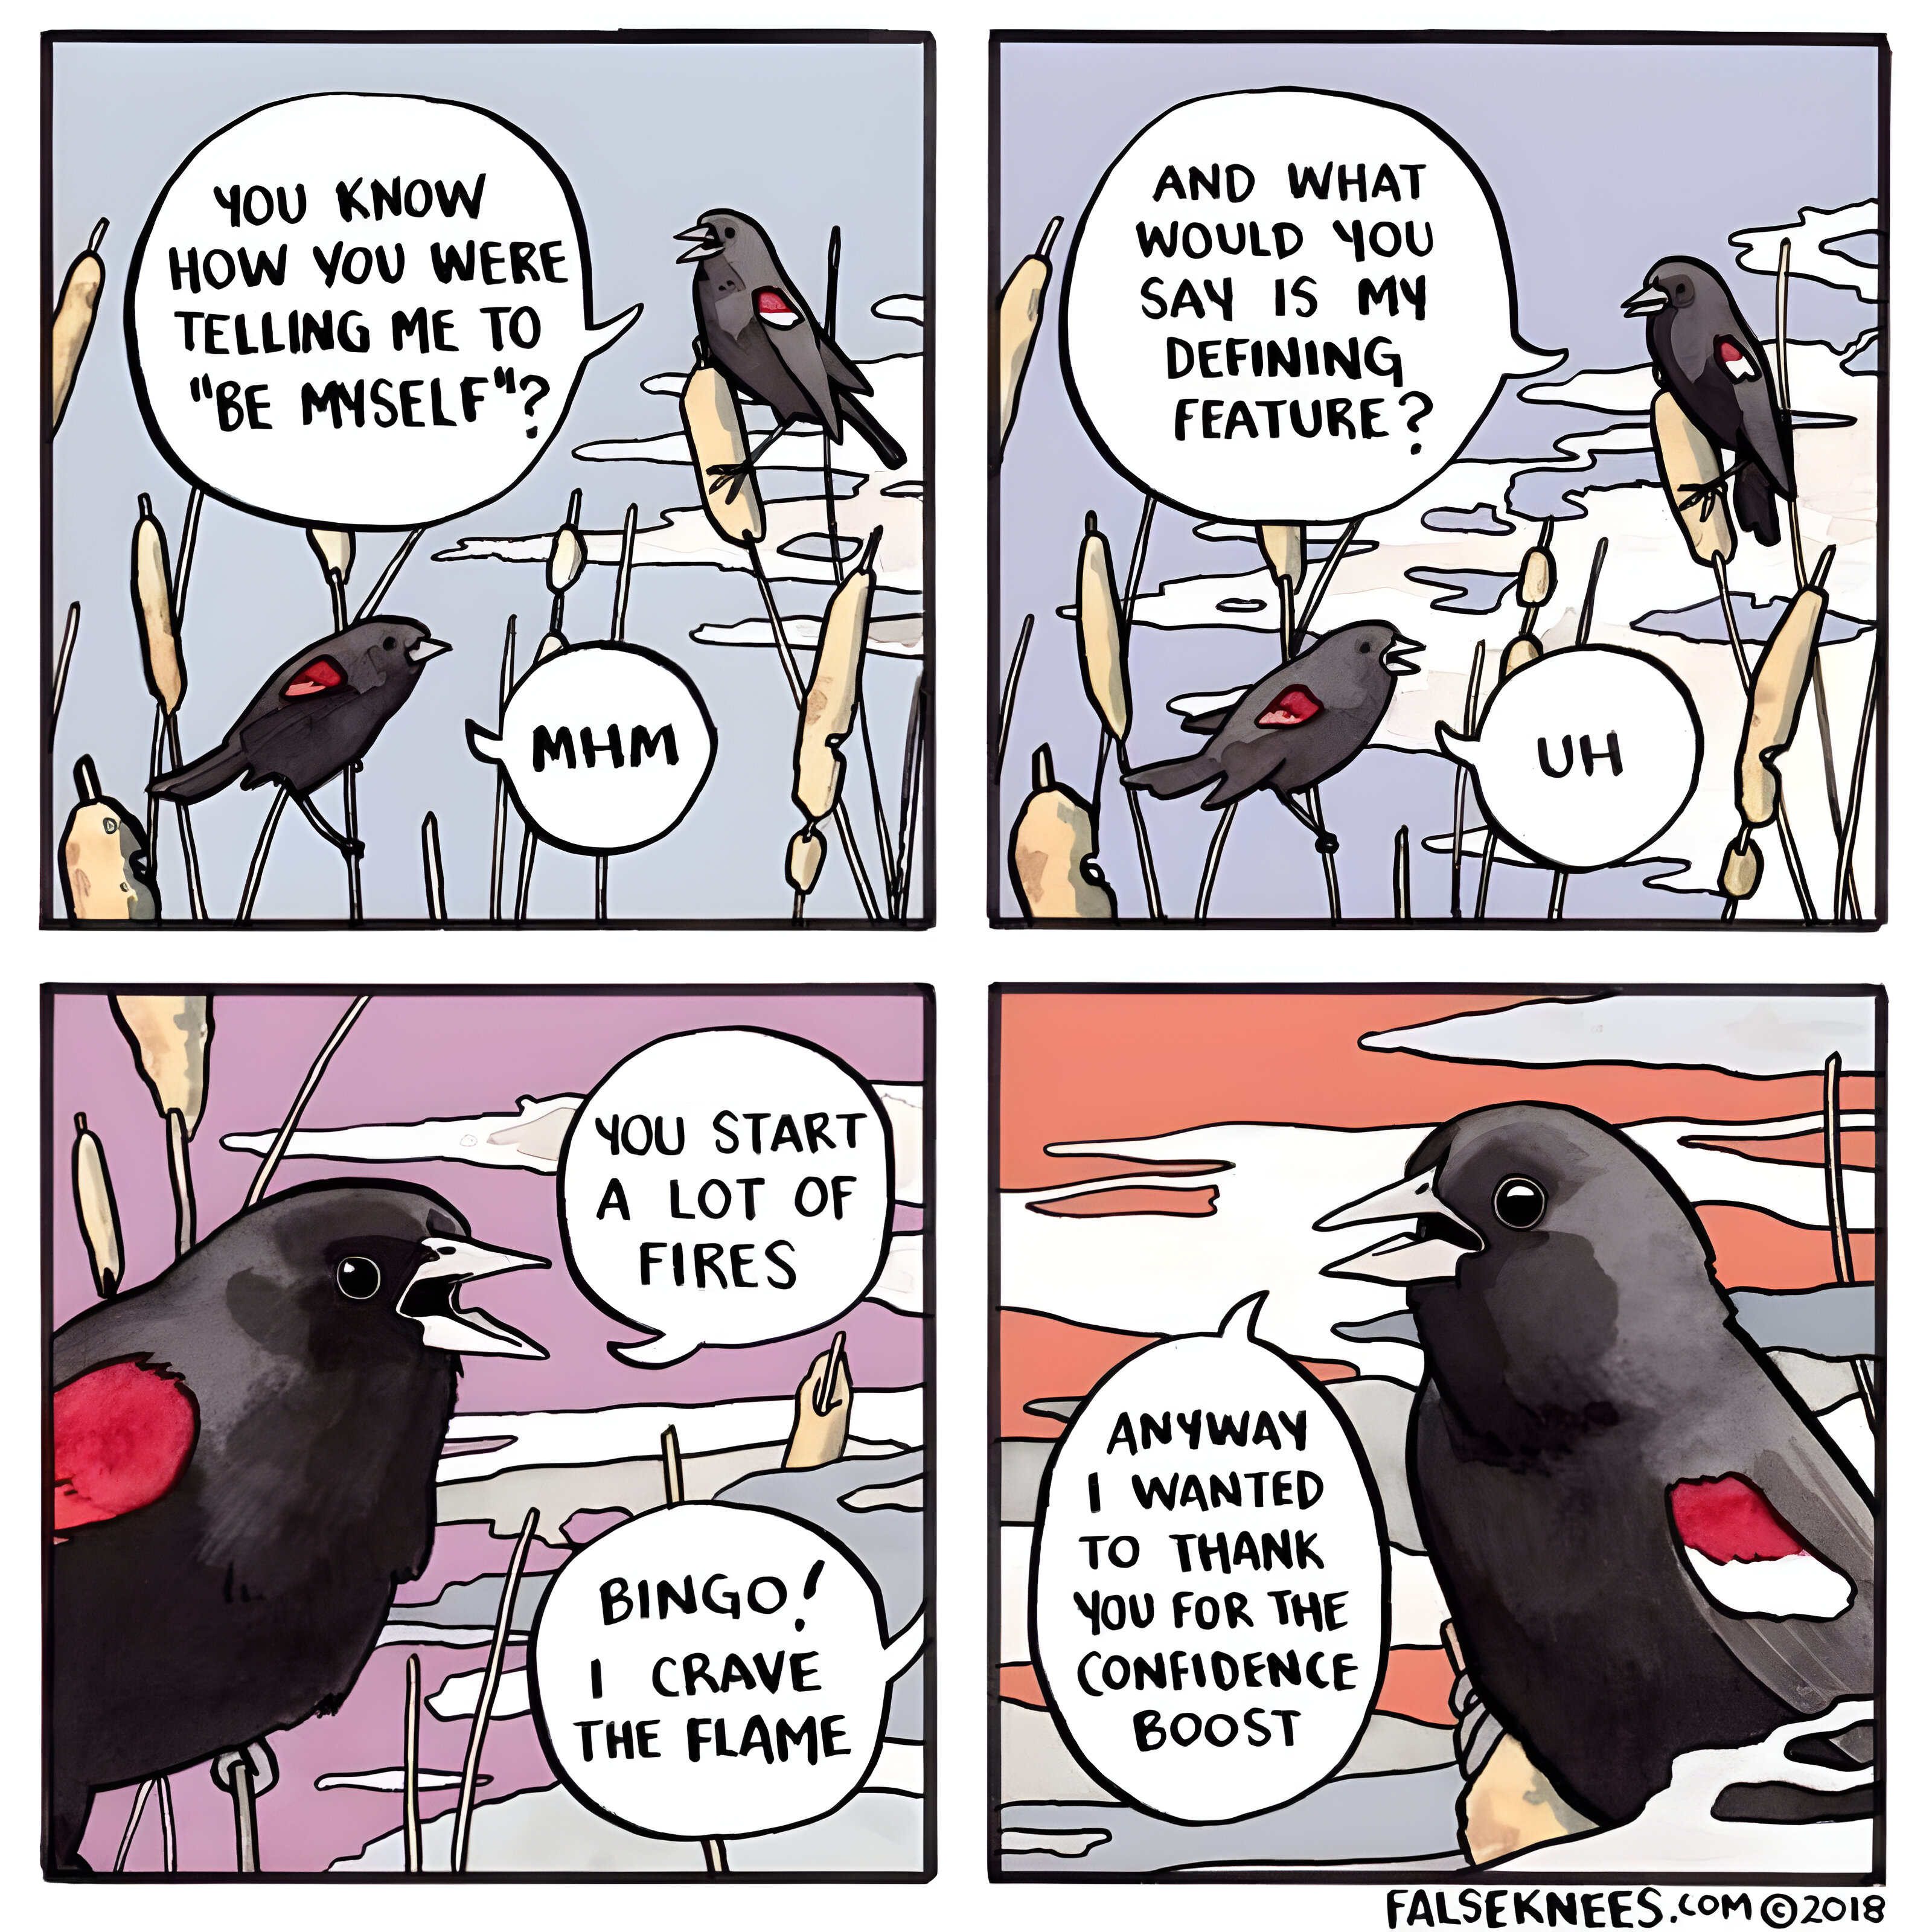 YOU KNOW
HOW YOU WERE
TELLING ME TO
"BE MYSELF"?
MHM
AND WHAT
WOULD YOU
SAY IS MY
DEFINING
FEATURE?
UH
YOU START
A LOT OF
FIRES
BINGO!
I CRAVE
THE FLAME
ANYWAY
I WANTED
TO THANK
YOU FOR THE
CONFIDENCE
BOOST
FALSEKNEES.COM ©2018